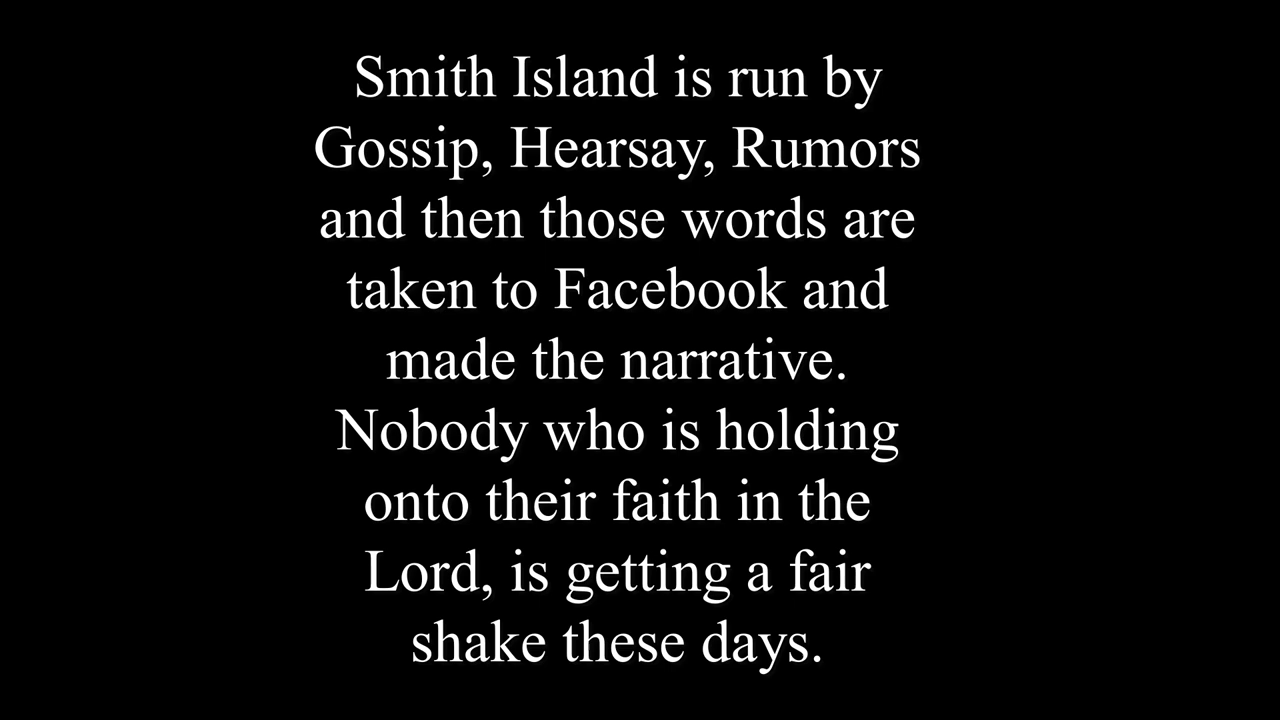 Smith Island is run by
Gossip, Hearsay, Rumors
and then those words are
taken to Facebook and
made the narrative.
Nobody who is holding
onto their faith in the
Lord, is getting a fair
shake these days.